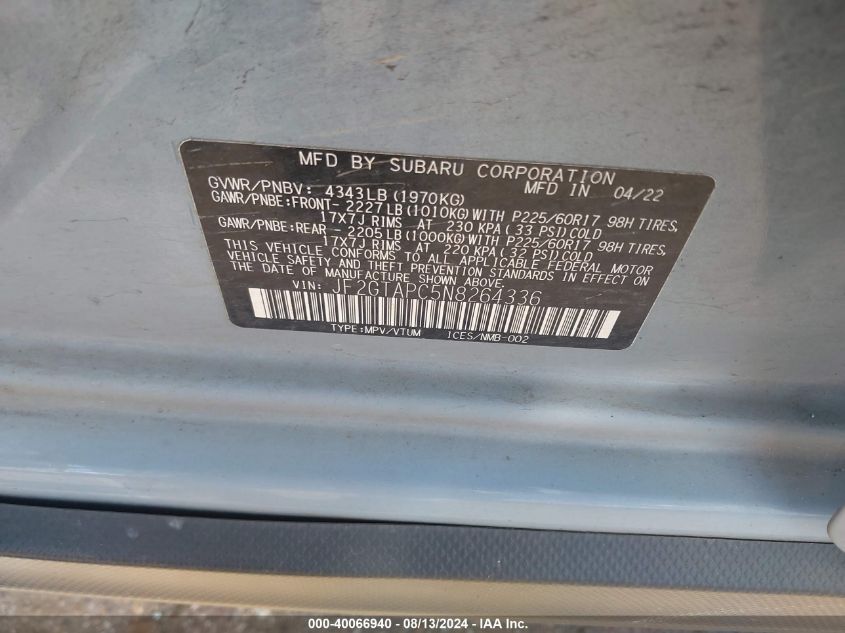 MFD BY SUBARU CORPORATION
GVWR/PNBV: 4343LB (1970KG) MFD IN 04/22
GAWR/PNBE:FRONT- 2227LB (1010KG)WITH P225/60R17 98H TIRES,
17X7J RIMS AT 230 KPA ( 33 PSI)COLD
GAWR/PNBE:REAR - 2205LB (1000KG)WITH P225/60R17 98H TIRES,
17X7J RIMS AT 220 KPA ( 32 PSI)COLD
THIS VEHICLE CONFORMS TO ALL APPLICABLE FEDERAL MOTOR
VEHICLE SAFETY AND THEFT PREVENTION STANDARDS IN EFFECT ON
THE DATE OF MANUFACTURE SHOWN ABOVE.
VIN: JF2GTAPC5N8264336
TYPE:MPV/VTUM ICES/NMB-002
000-40066940 - 08/13/2024 - IAA Inc.